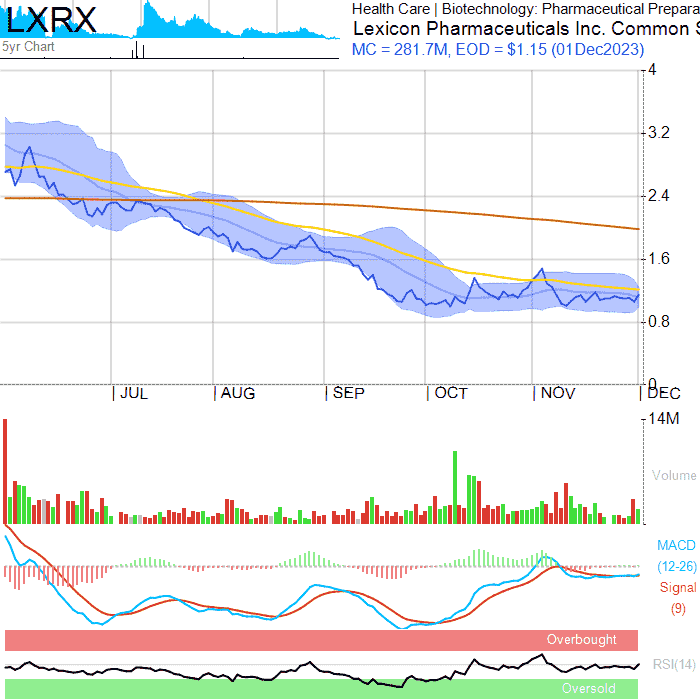 LXRX
5yr Chart
Health Care | Biotechnology: Pharmaceutical Prepara
Lexicon Pharmaceuticals Inc. Common S
MC = 281.7M, EOD = $1.15 (01Dec2023)
4
3.2
2.4
1.6
0.8
0
JUL
AUG
SEP
OCT
NOV
DEC
14M
Volume
MACD
(12-26)
Signal
(9)
Overbought
RSI(14)
Oversold